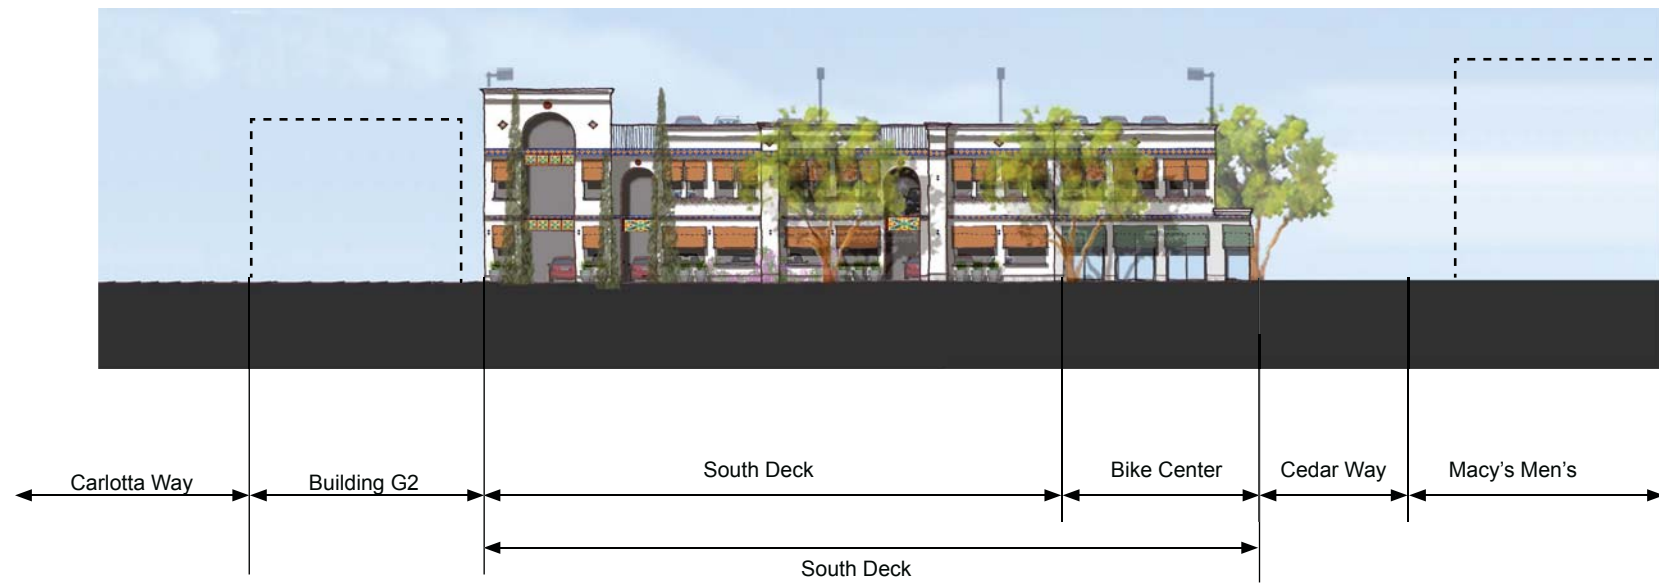 Carlotta Way
Building G2
South Deck
Bike Center
Cedar Way
Macy's Men's
South Deck